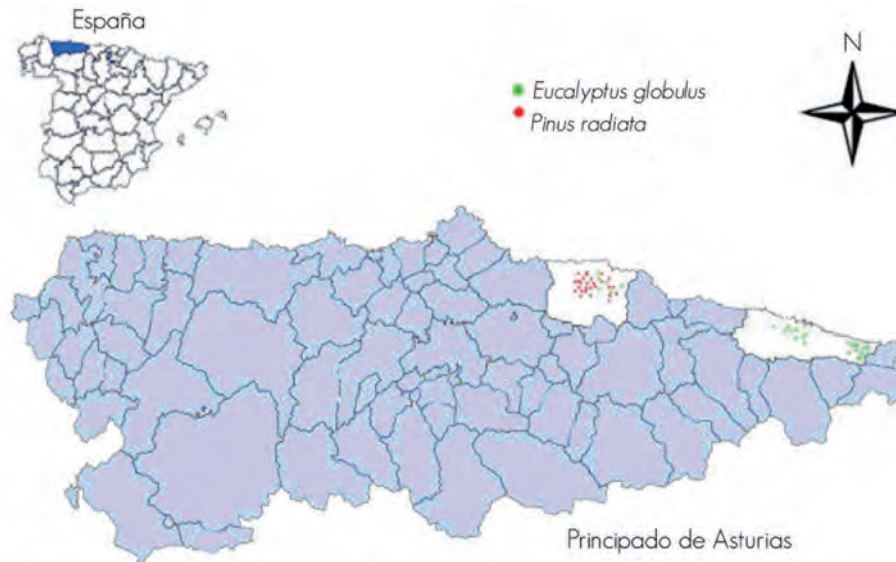 España
N
Eucalyptus globulus
Pinus radiata
Principado de Asturias